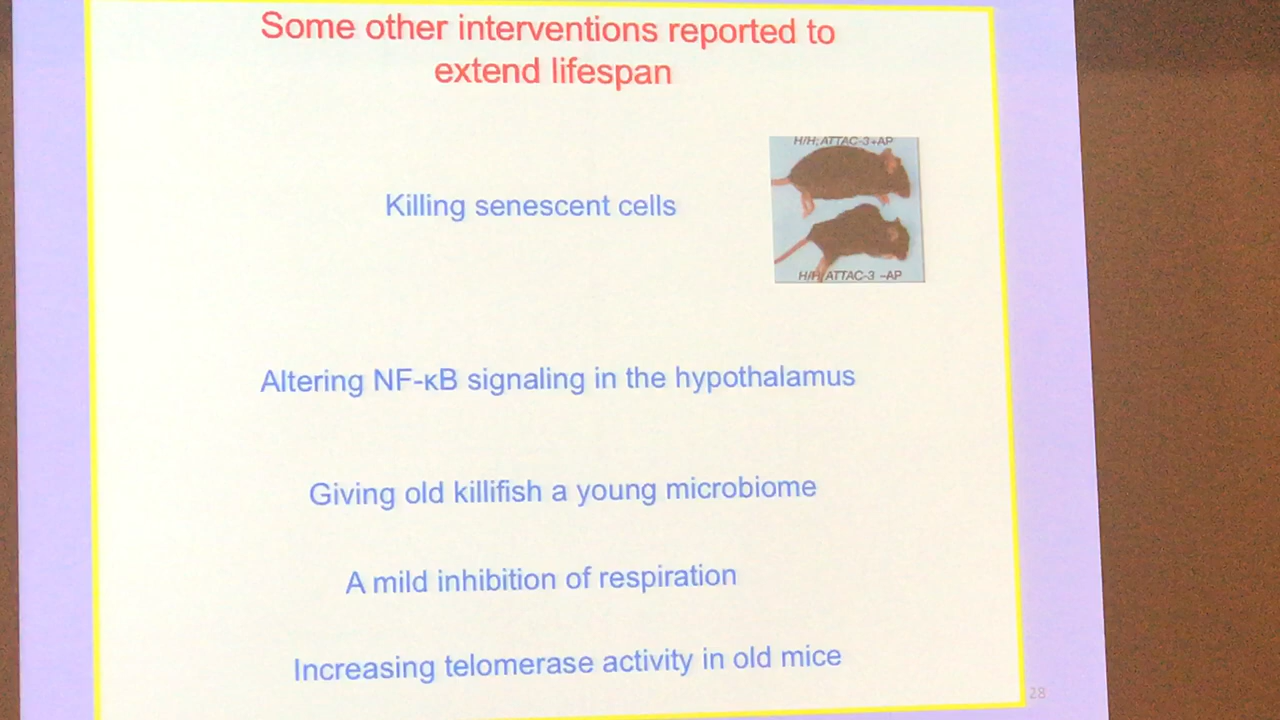 Some other interventions reported to
extend lifespan
H/H;ATTAC-3+AP
Killing senescent cells
H/H;ATTAC-3 -AP
Altering NF-κB signaling in the hypothalamus
Giving old killifish a young microbiome
A mild inhibition of respiration
Increasing telomerase activity in old mice
28